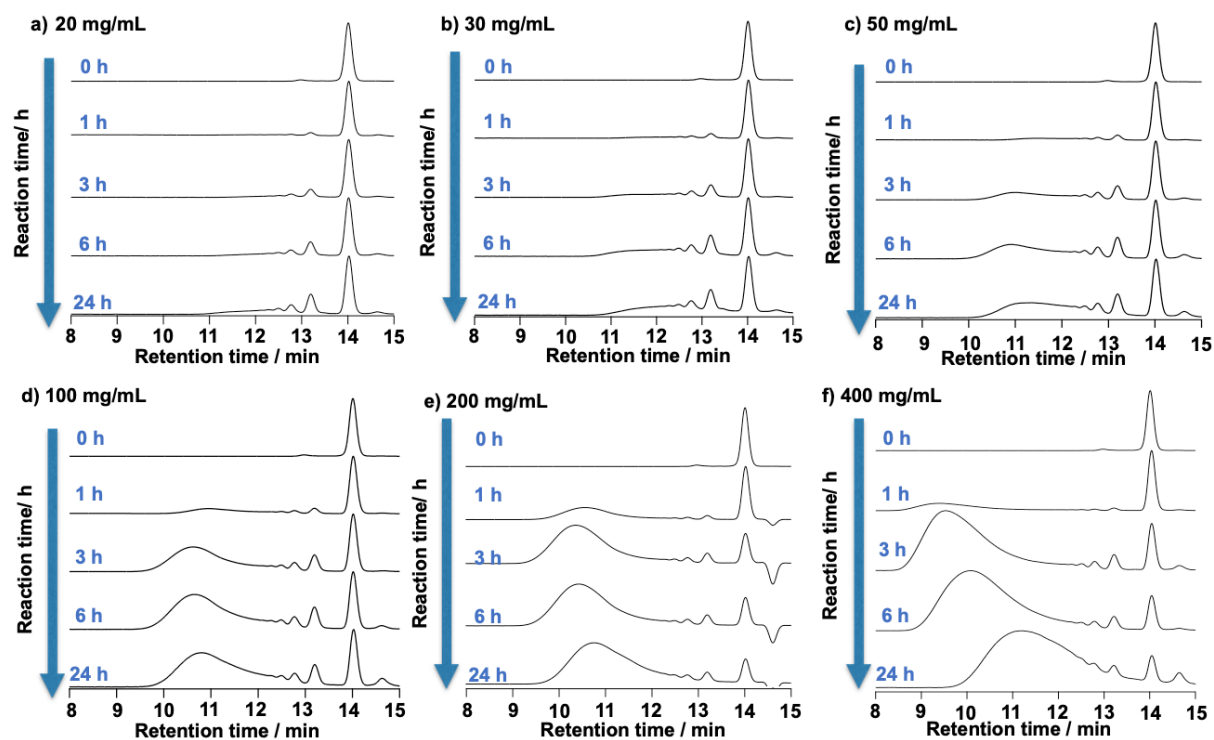 a) 20 mg/mL
0 h
1 h
3 h
6 h
24 h
Reaction time/ h
8 9 10 11 12 13 14 15
Retention time / min
b) 30 mg/mL
0 h
1 h
3 h
6 h
24 h
Reaction time/ h
8 9 10 11 12 13 14 15
Retention time / min
c) 50 mg/mL
0 h
1 h
3 h
6 h
24 h
Reaction time/ h
8 9 10 11 12 13 14 15
Retention time / min
d) 100 mg/mL
0 h
1 h
3 h
6 h
24 h
Reaction time/ h
8 9 10 11 12 13 14 15
Retention time / min
e) 200 mg/mL
0 h
1 h
3 h
6 h
24 h
Reaction time/ h
8 9 10 11 12 13 14 15
Retention time / min
f) 400 mg/mL
0 h
1 h
3 h
6 h
24 h
Reaction time/ h
8 9 10 11 12 13 14 15
Retention time / min